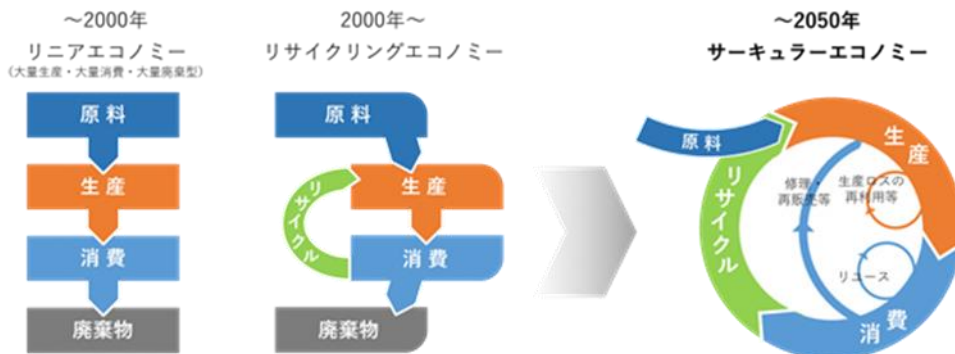 ～2000年
リニアエコノミー
（大量生産・大量消費・大量廃棄型）
原料
生産
消費
廃棄物
2000年～
リサイクリングエコノミー
原料
生産
リサイクル
消費
廃棄物
～2050年
サーキュラーエコノミー
原料
生産
リサイクル
修理・
再販売等
生産ロスの
再利用等
リユース
消費